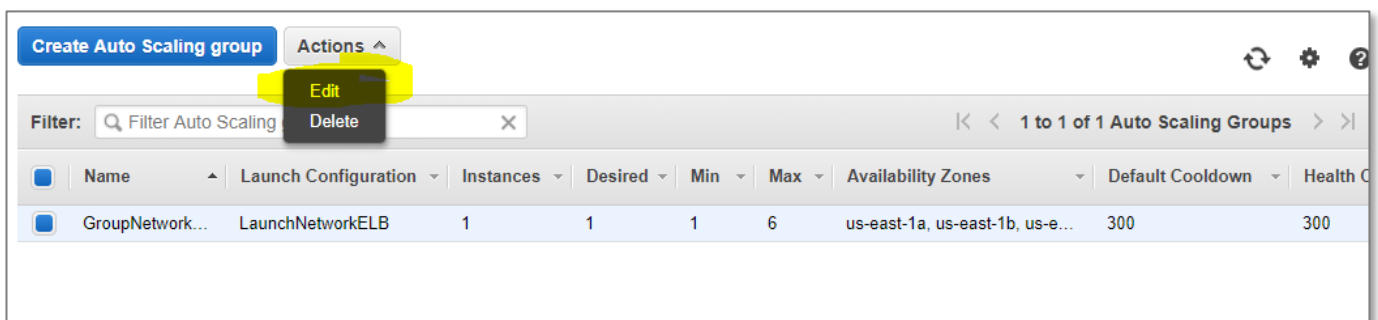 Create Auto Scaling group Actions
Edit
Delete
Filter: Filter Auto Scaling 1 to 1 of 1 Auto Scaling Groups
Name Launch Configuration Instances Desired Min Max Availability Zones Default Cooldown Health C
GroupNetwork... LaunchNetworkELB 1 1 1 6 us-east-1a, us-east-1b, us-e... 300 300